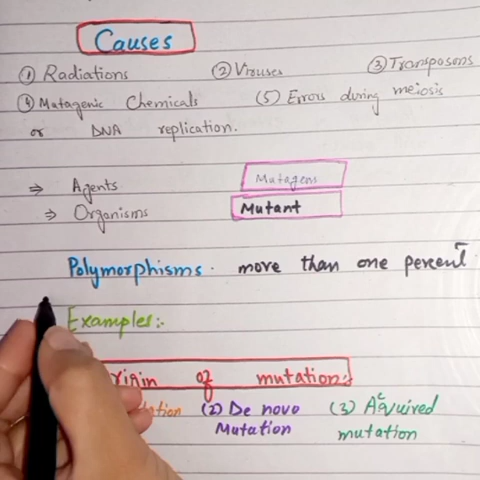 Causes
① Radiations ② Viruses ③ Transposons
④ Mutagenic Chemicals (5) Errors during meiosis
or DNA replication.
⇒ Agents Mutagens
⇒ Organisms Mutant
Polymorphisms. more than one percent
Examples:-
of mutation:-
(2) De novo (3) Acquired
Mutation mutation